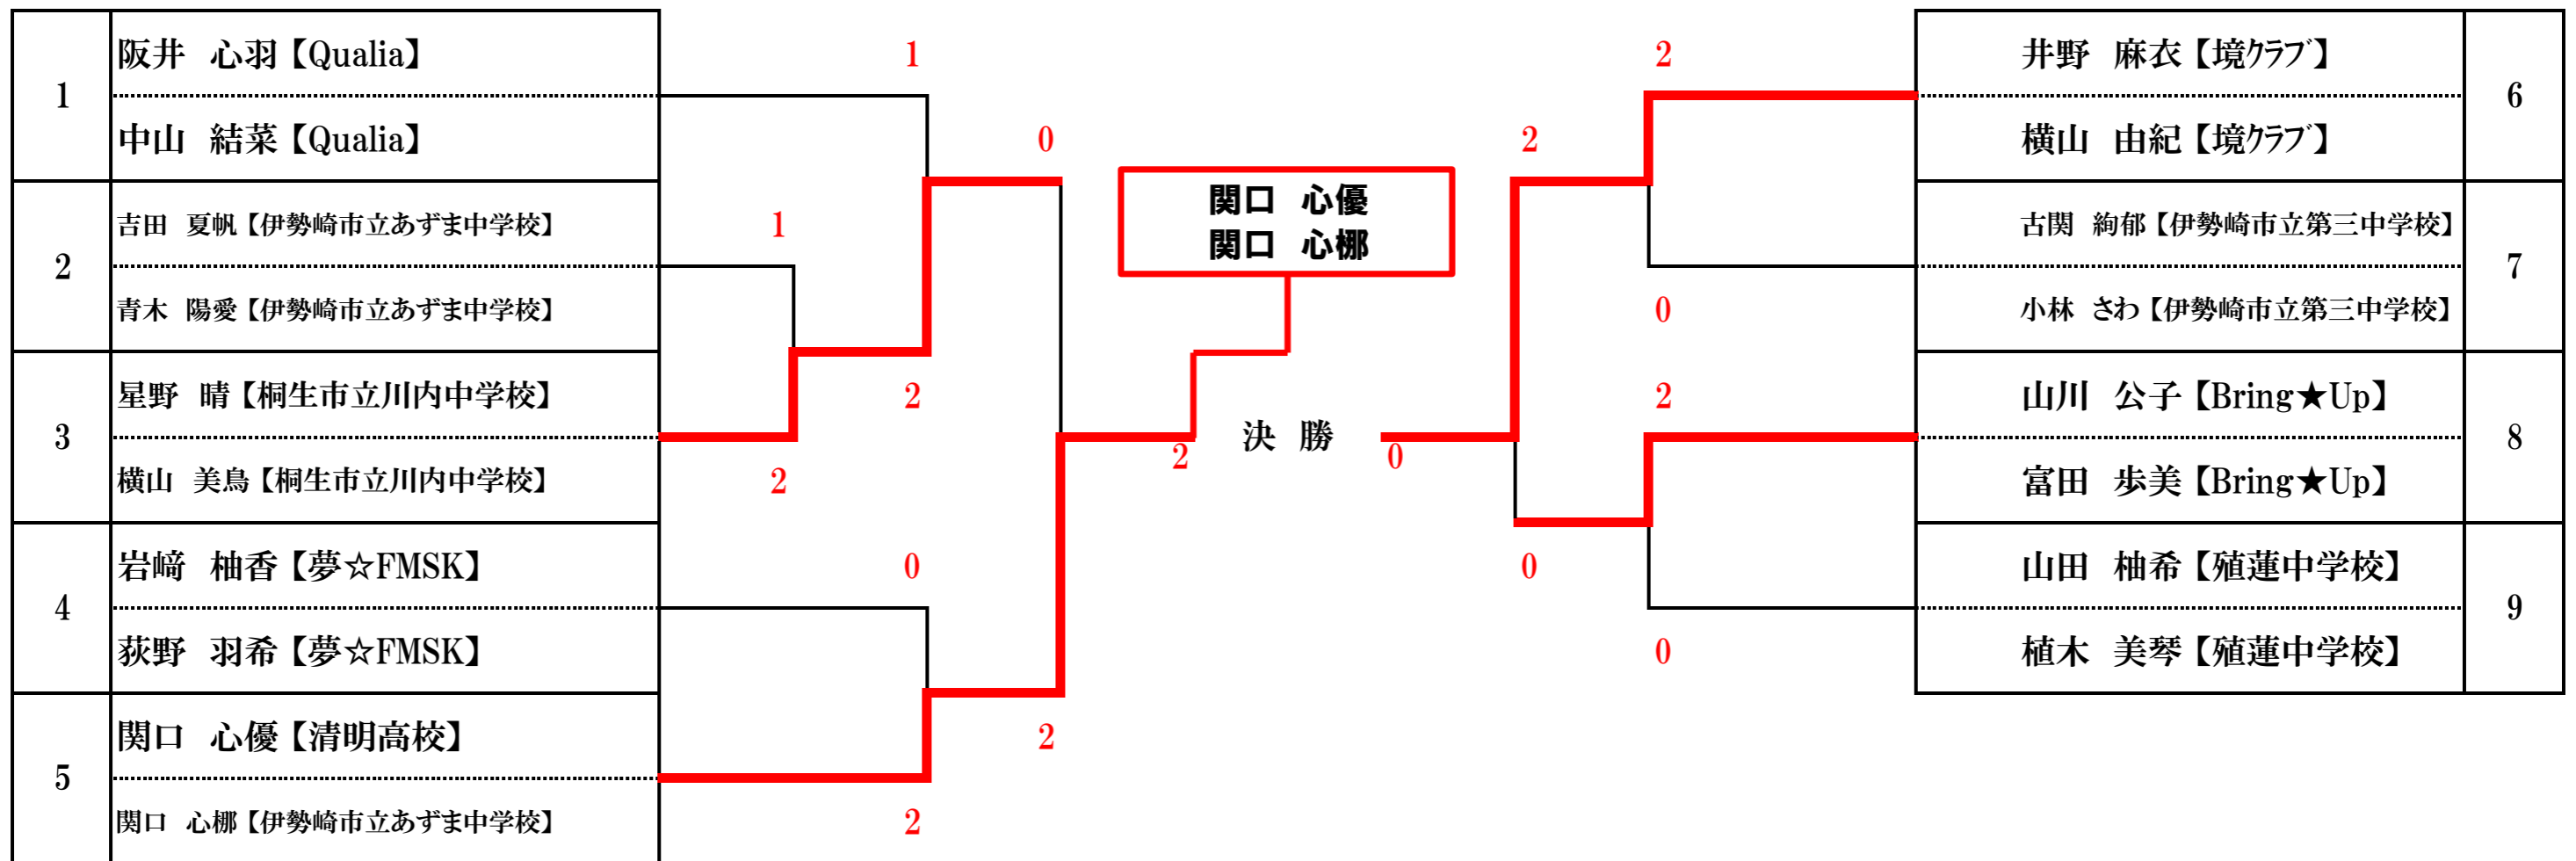 1
阪井 心羽【Qualia】
中山 結菜【Qualia】
2
吉田 夏帆【伊勢崎市立あずま中学校】
青木 陽愛【伊勢崎市立あずま中学校】
3
星野 晴【桐生市立川内中学校】
横山 美鳥【桐生市立川内中学校】
4
岩﨑 柚香【夢☆FMSK】
荻野 羽希【夢☆FMSK】
5
関口 心優【清明高校】
関口 心梛【伊勢崎市立あずま中学校】
1
0
1
2
2
0
2
2
関口 心優
関口 心梛
2
決 勝
0
2
2
0
2
0
0
井野 麻衣【境ｸﾗﾌﾞ】
横山 由紀【境ｸﾗﾌﾞ】
6
古関 絢郁【伊勢崎市立第三中学校】
小林 さわ【伊勢崎市立第三中学校】
7
山川 公子【Bring★Up】
富田 歩美【Bring★Up】
8
山田 柚希【殖蓮中学校】
植木 美琴【殖蓮中学校】
9